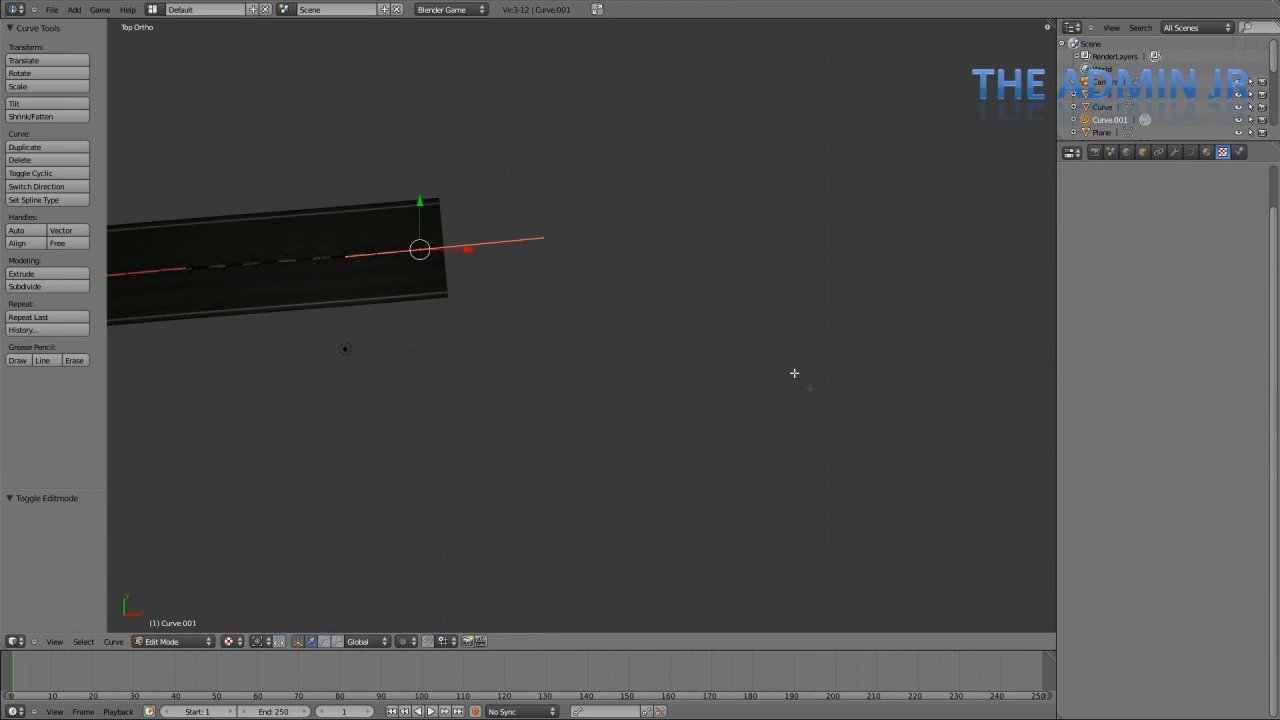 File Add Game Help Default Scene Blender Game Ve:3-12 | Curve.001
Curve Tools
Top Ortho
View Search All Scenes
Transform:
Scene
Translate
RenderLayers
Rotate
World
Scale
THE ADMIN JR
Tilt
Curve
Shrink/Fatten
Curve.001
Curve:
Plane
Duplicate
Delete
Toggle Cyclic
Switch Direction
Set Spline Type
Handles:
Auto Vector
Align Free
Modeling:
Extrude
Subdivide
Repeat:
Repeat Last
History...
Grease Pencil:
Draw Line Erase
Toggle Editmode
y
(1) Curve.001
View Select Curve Edit Mode Global
0 10 20 30 40 50 60 70 80 90 100 110 120 130 140 150 160 170 180 190 200 210 220 230 240 250
View Frame Playback Start: 1 End: 250 1 No Sync